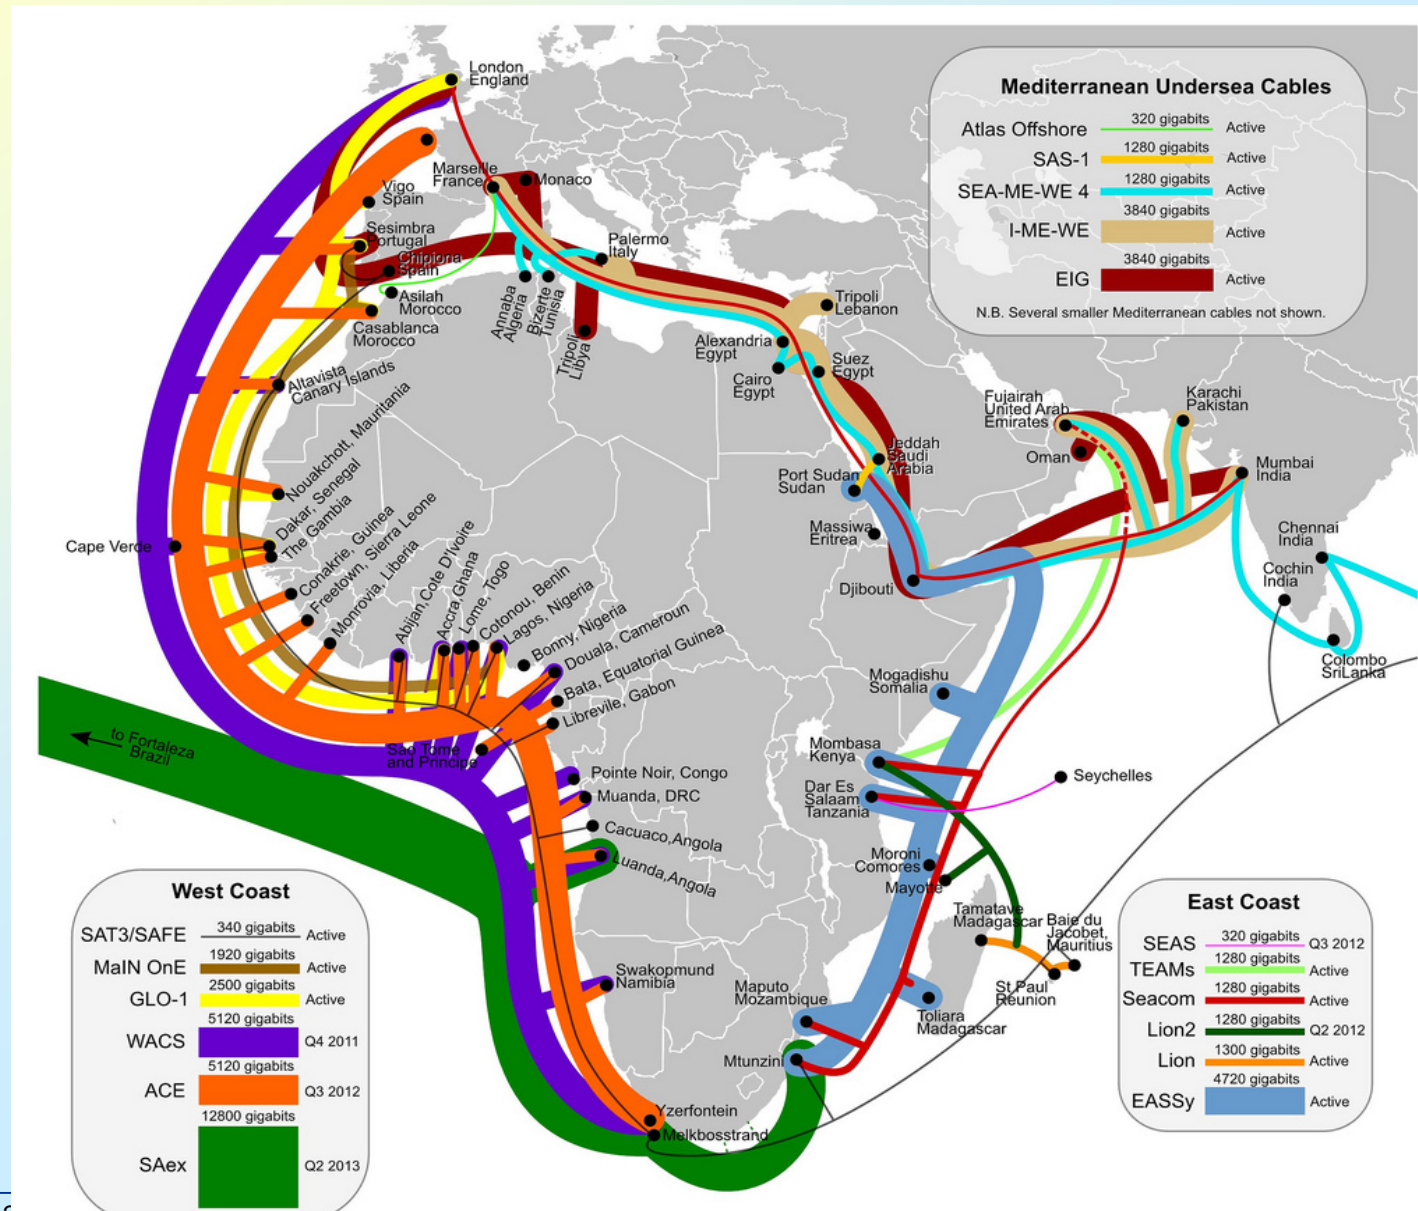 London
England
Marseille
France
Monaco
Vigo
Spain
Sesimbra
Portugal
Chipiona
Spain
Asilah
Morocco
Casablanca
Morocco
Palermo
Italy
Annaba
Algeria
Bizerte
Tunisia
Tripoli
Libya
Tripoli
Lebanon
Alexandria
Egypt
Cairo
Egypt
Suez
Egypt
Altavista
Canary Islands
Nouakchott, Mauritania
Dakar, Senegal
The Gambia
Conakrie, Guinea
Freetown, Sierra Leone
Monrovia, Liberia
Cape Verde
Abijan,Cote D'Ivoire
Accra,Ghana
Lome, Togo
Cotonou, Benin
Lagos, Nigeria
Bonny, Nigeria
Douala, Cameroun
Bata, Equatorial Guinea
Librevile, Gabon
Sao Tome
and Principe
Pointe Noir, Congo
Muanda, DRC
Cacuaco,Angola
Luanda,Angola
Swakopmund
Namibia
Yzerfontein
Melkbosstrand
to Fortaleza
Brazil
Jeddah
Saudi
Arabia
Port Sudan
Sudan
Massiwa
Eritrea
Djibouti
Fujairah
United Arab
Emirates
Oman
Karachi
Pakistan
Mumbai
India
Chennai
India
Cochin
India
Colombo
SriLanka
Mogadishu
Somalia
Mombasa
Kenya
Dar Es
Salaam
Tanzania
Seychelles
Moroni
Comores
Mayotte
Tamatave
Madagascar
Baie du
Jacobet,
Mauritius
St Paul
Reunion
Toliara
Madagascar
Maputo
Mozambique
Mtunzini
Mediterranean Undersea Cables
Atlas Offshore 320 gigabits Active
SAS-1 1280 gigabits Active
SEA-ME-WE 4 1280 gigabits Active
I-ME-WE 3840 gigabits Active
EIG 3840 gigabits Active
N.B. Several smaller Mediterranean cables not shown.
West Coast
SAT3/SAFE 340 gigabits Active
MaIN OnE 1920 gigabits Active
GLO-1 2500 gigabits Active
WACS 5120 gigabits Q4 2011
ACE 5120 gigabits Q3 2012
SAex 12800 gigabits Q2 2013
East Coast
SEAS 320 gigabits Q3 2012
TEAMs 1280 gigabits Active
Seacom 1280 gigabits Active
Lion2 1280 gigabits Q2 2012
Lion 1300 gigabits Active
EASSy 4720 gigabits Active